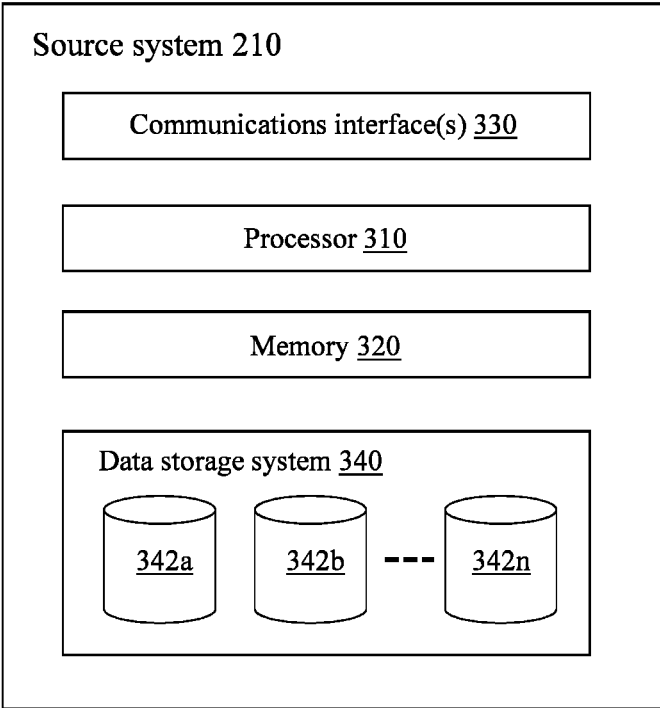 Source system 210
Communications interface(s) 330
Processor 310
Memory 320
Data storage system 340
342a 342b 342n